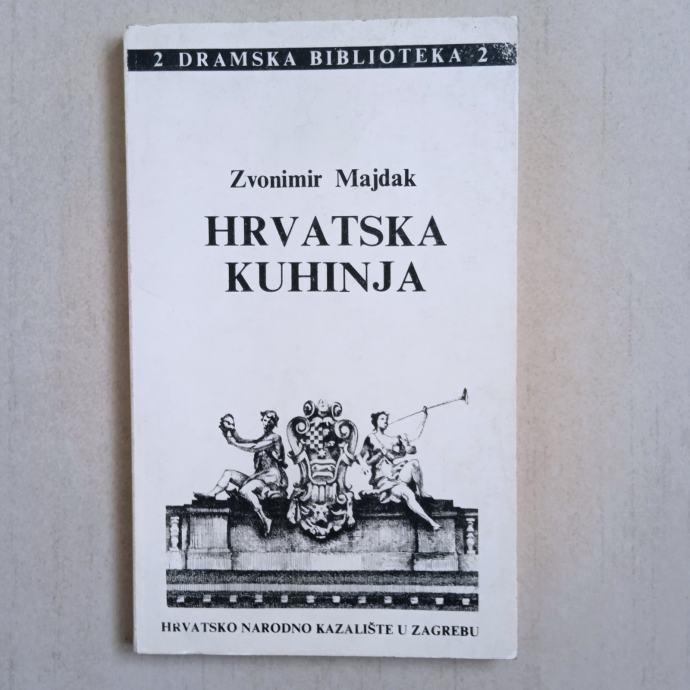 2 DRAMSKA BIBLIOTEKA 2
Zvonimir Majdak
HRVATSKA
KUHINJA
HRVATSKO NARODNO KAZALIŠTE U ZAGREBU